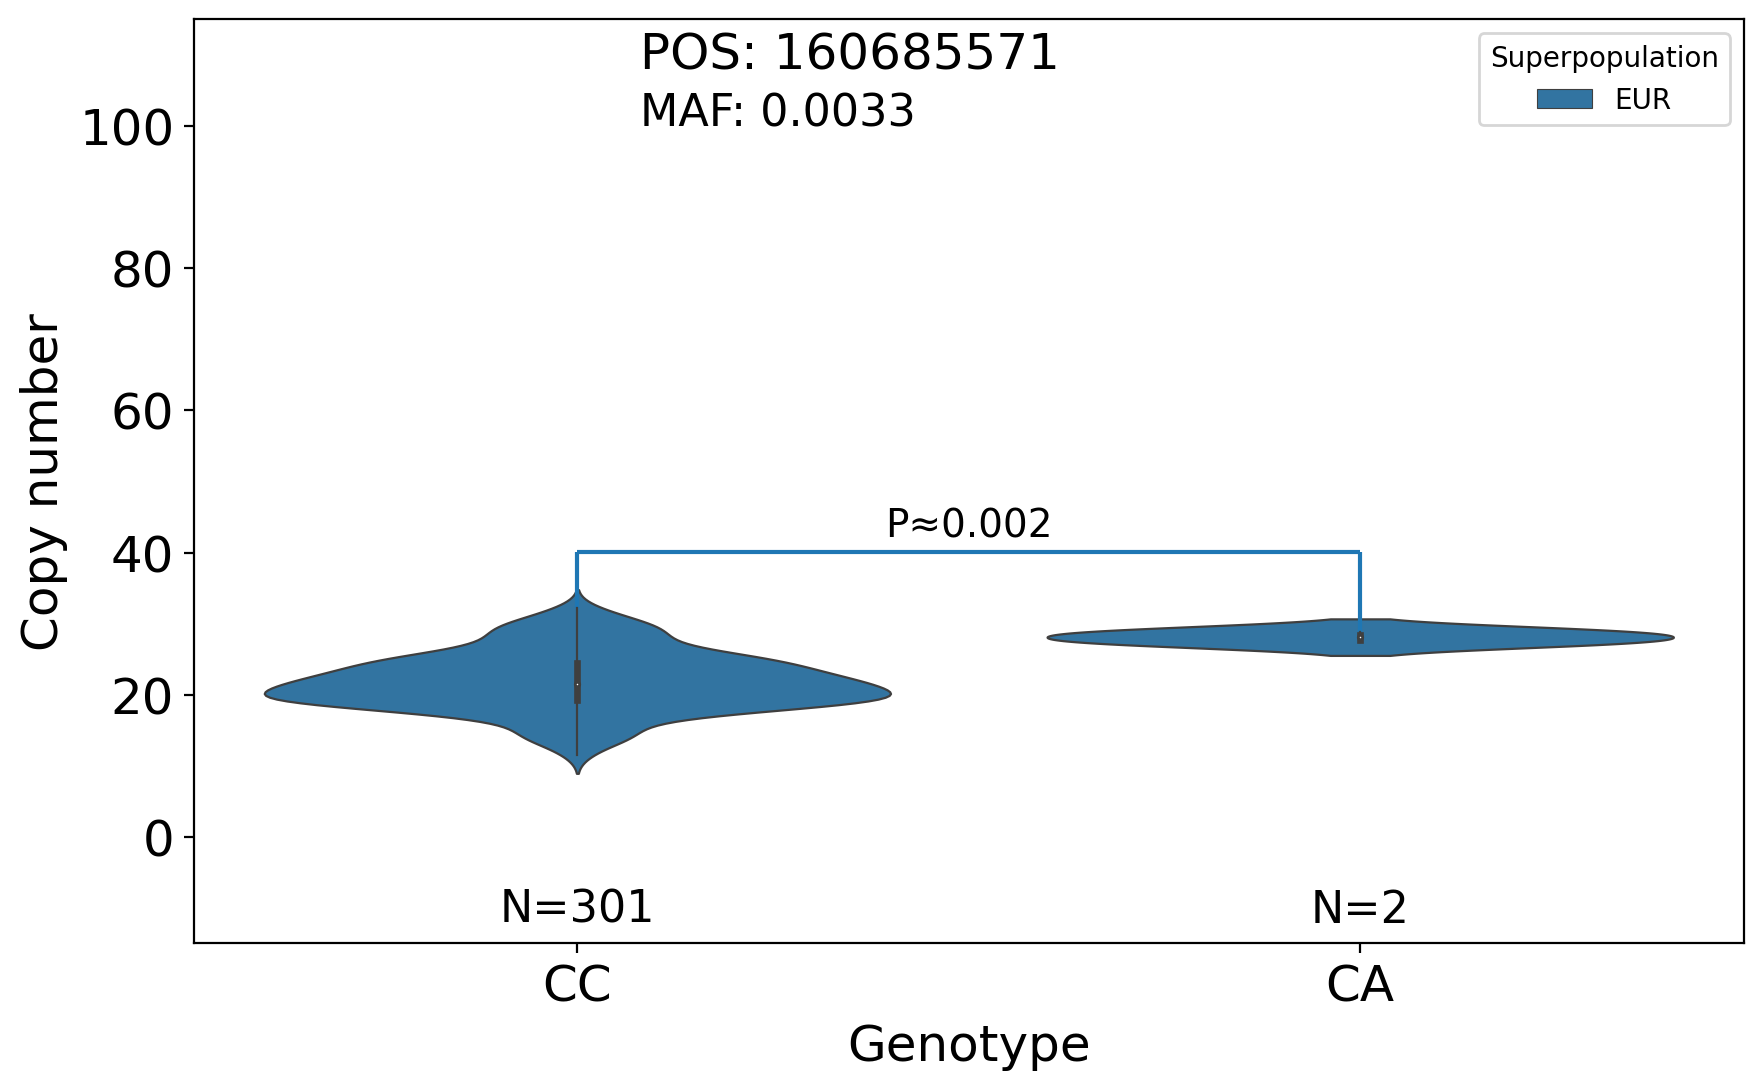 POS: 160685571
MAF: 0.0033
Superpopulation
EUR
100
80
60
40
20
0
Copy number
P≈0.002
N=301
N=2
CC
CA
Genotype